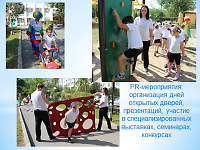 PR-мероприятия
организация дней
открытых дверей,
презентаций, участие
в специализированных
выставках, семинарах,
конкурсах